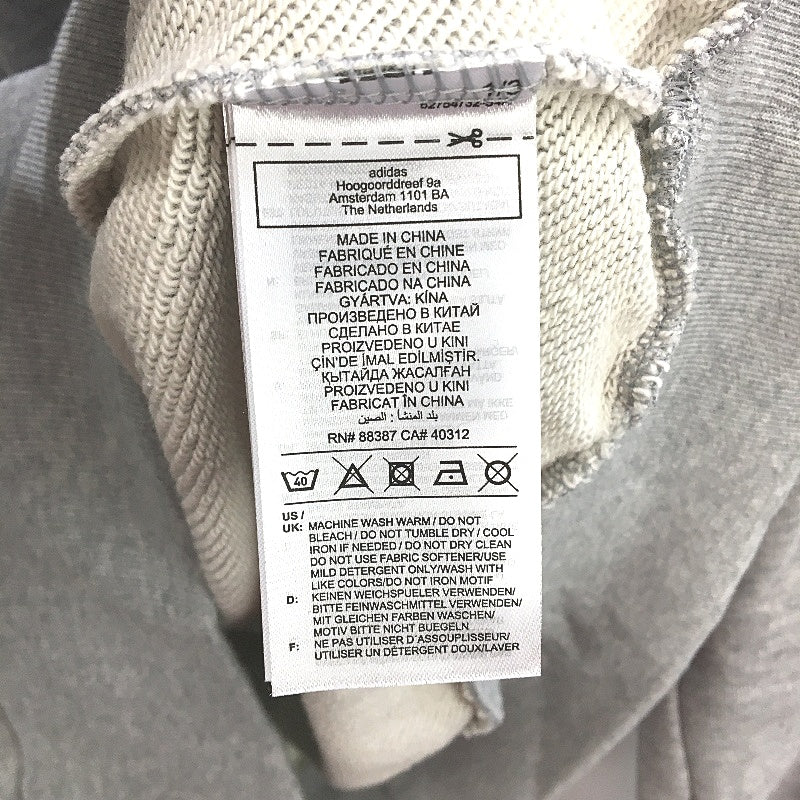 1/3
adidas
Hoogoorddreef 9a
Amsterdam 1101 BA
The Netherlands
MADE IN CHINA
FABRIQUÉ EN CHINE
FABRICADO EN CHINA
FABRICADO NA CHINA
GYÁRTVA: KÍNA
ПРОИЗВЕДЕНО В КИТАЙ
СДЕЛАНО В КИТАЕ
PROIZVEDENO U KINI
ÇİN'DE İMAL EDİLMİŞTİR.
ҚЫТАЙДА ЖАСАЛҒАН
PROIZVEDENO U KINI
FABRICAT ÎN CHINA
بلد المنشأ : الصين
RN# 88387 CA# 40312
40
US /
UK: MACHINE WASH WARM / DO NOT
BLEACH / DO NOT TUMBLE DRY / COOL
IRON IF NEEDED / DO NOT DRY CLEAN
DO NOT USE FABRIC SOFTENER/USE
MILD DETERGENT ONLY/WASH WITH
LIKE COLORS/DO NOT IRON MOTIF
D: KEINEN WEICHSPUELER VERWENDEN/
BITTE FEINWASCHMITTEL VERWENDEN/
MIT GLEICHEN FARBEN WASCHEN/
MOTIV BITTE NICHT BUEGELN
F: NE PAS UTILISER D'ASSOUPLISSEUR/
UTILISER UN DÉTERGENT DOUX/LAVER